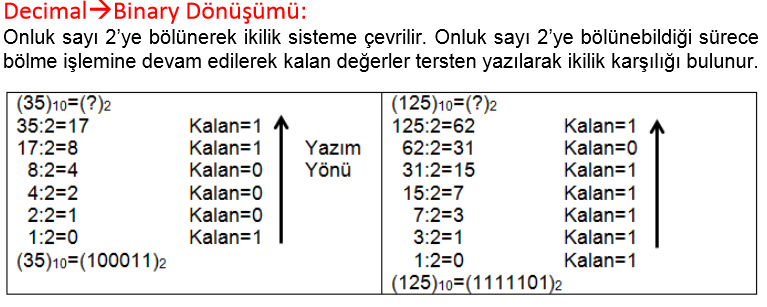 Decimal→Binary Dönüşümü:
Onluk sayı 2’ye bölünerek ikilik sisteme çevrilir. Onluk sayı 2’ye bölünebildiği sürece
bölme işlemine devam edilerek kalan değerler tersten yazılarak ikilik karşılığı bulunur.
(35)₁₀=(?)₂
35:2=17 Kalan=1
17:2=8 Kalan=1 Yazım
8:2=4 Kalan=0 Yönü
4:2=2 Kalan=0
2:2=1 Kalan=0
1:2=0 Kalan=1
(35)₁₀=(100011)₂
(125)₁₀=(?)₂
125:2=62 Kalan=1
62:2=31 Kalan=0
31:2=15 Kalan=1
15:2=7 Kalan=1
7:2=3 Kalan=1
3:2=1 Kalan=1
1:2=0 Kalan=1
(125)₁₀=(1111101)₂